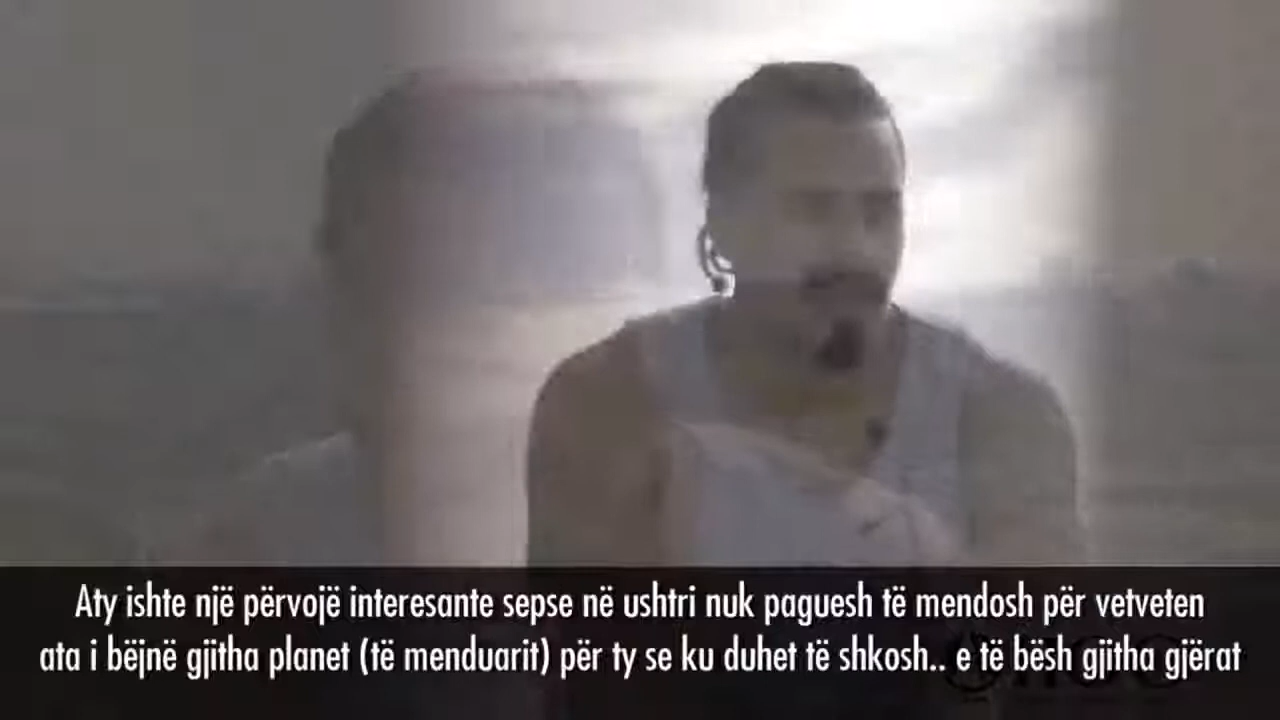 Aty ishte një përvojë interesante sepse në ushtri nuk paguesh të mendosh për vetveten
ata i bëjnë gjitha planet (të menduarit) për ty se ku duhet të shkosh.. e të bësh gjitha gjërat